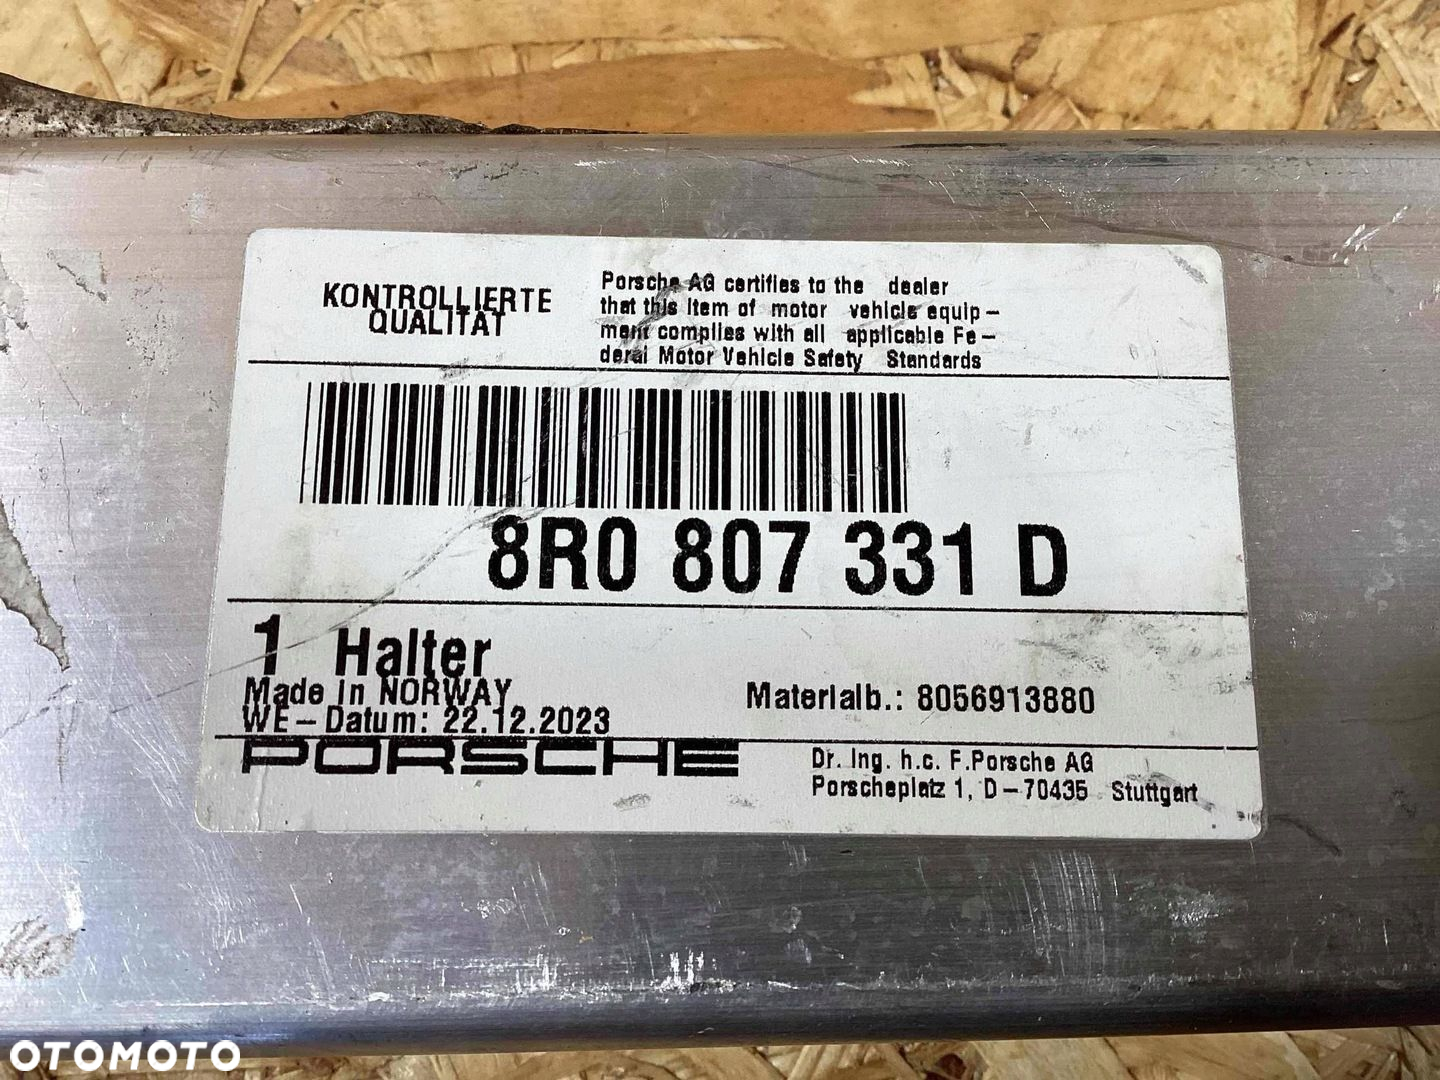 KONTROLLIERTE
QUALITÄT
Porsche AG certifies to the dealer
that this item of motor vehicle equip-
ment complies with all applicable Fe-
deral Motor Vehicle Safety Standards
8R0 807 331 D
1 Halter
Made in NORWAY
Materialb.: 8056913880
WE-Datum: 22.12.2023
PORSCHE
Dr. Ing. h.c. F.Porsche AG
Porscheplatz 1, D-70435 Stuttgart
OTOMOTO